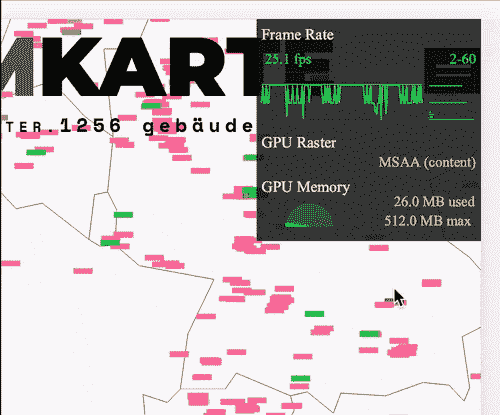 Frame Rate
MKARTE
25.1 fps 2-60
TER.1256 gebäude
GPU Raster
MSAA (content)
GPU Memory
26.0 MB used
512.0 MB max